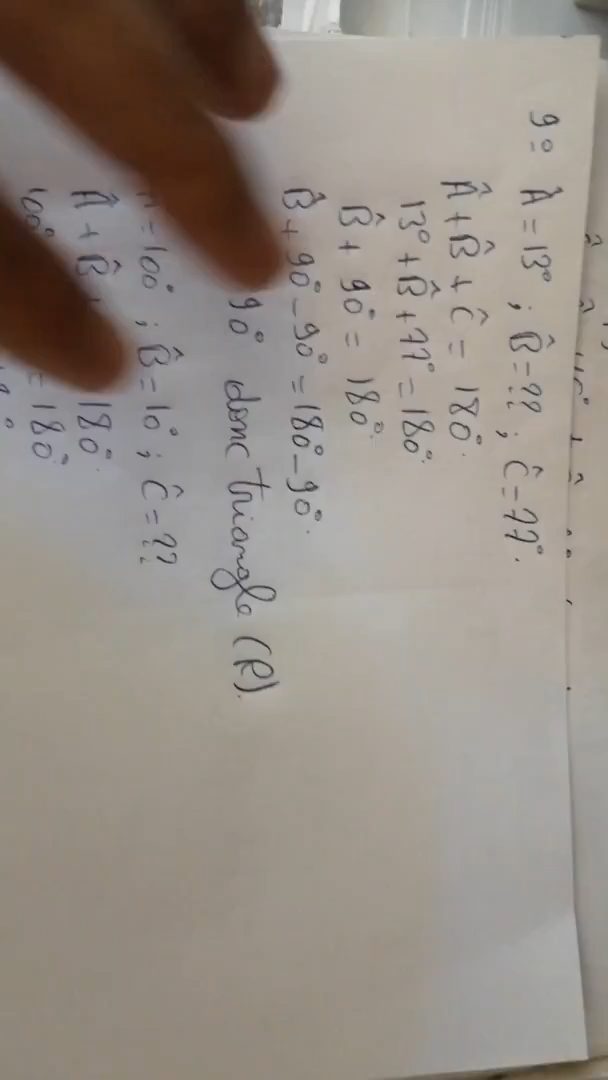 9º Â = 13° ; B̂ = ?? ; Ĉ = 77°.
Â + B̂ + Ĉ = 180°.
13° + B̂ + 77° = 180°.
B̂ + 90° = 180°.
B̂ + 90° - 90° = 180° - 90°.
90° donc triangle (R).
= 100° ; B̂ = 10° ; Ĉ = ??
Â + B̂ 180°.
100° = 180°.